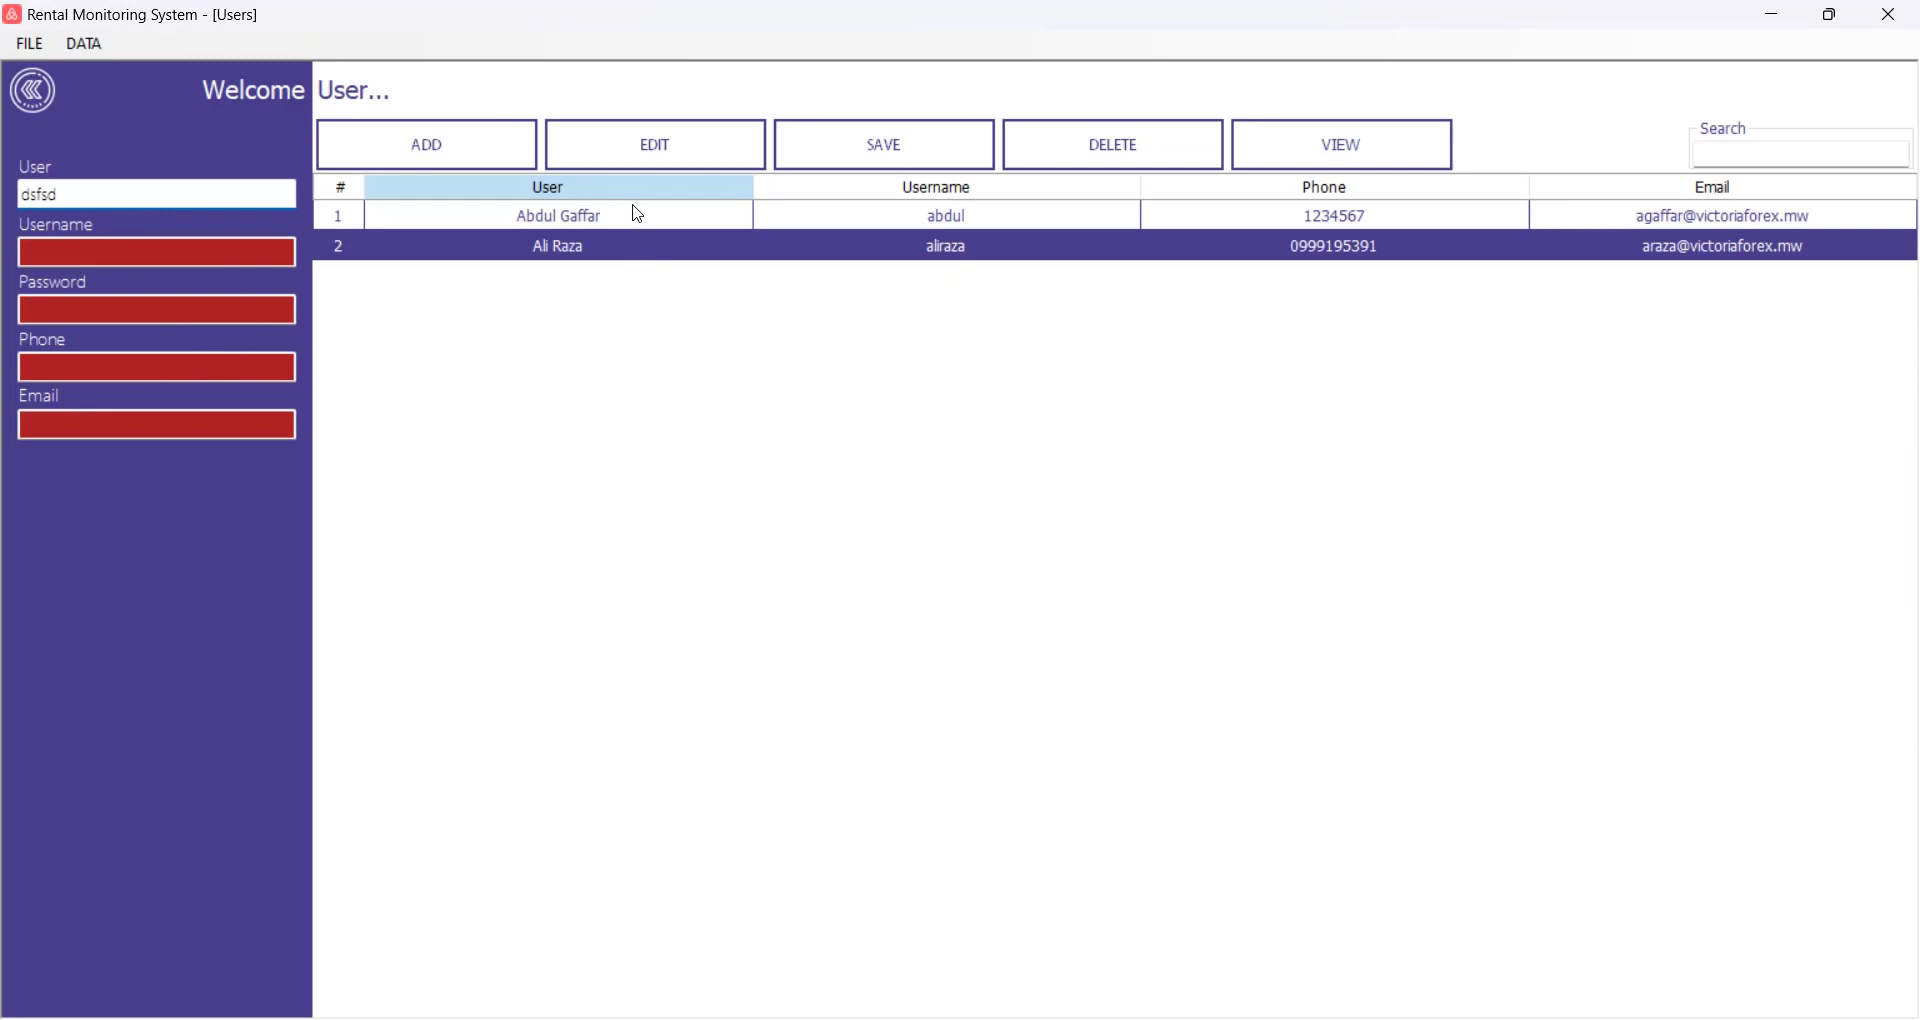 Rental Monitoring System - [Users]
FILE DATA
Welcome User...
ADD EDIT SAVE DELETE VIEW
Search
User
dsfsd
Username
Password
Phone
Email
# User Username Phone Email
1 Abdul Gaffar abdul 1234567 agaffar@victoriaforex.mw
2 Ali Raza aliraza 0999195391 araza@victoriaforex.mw